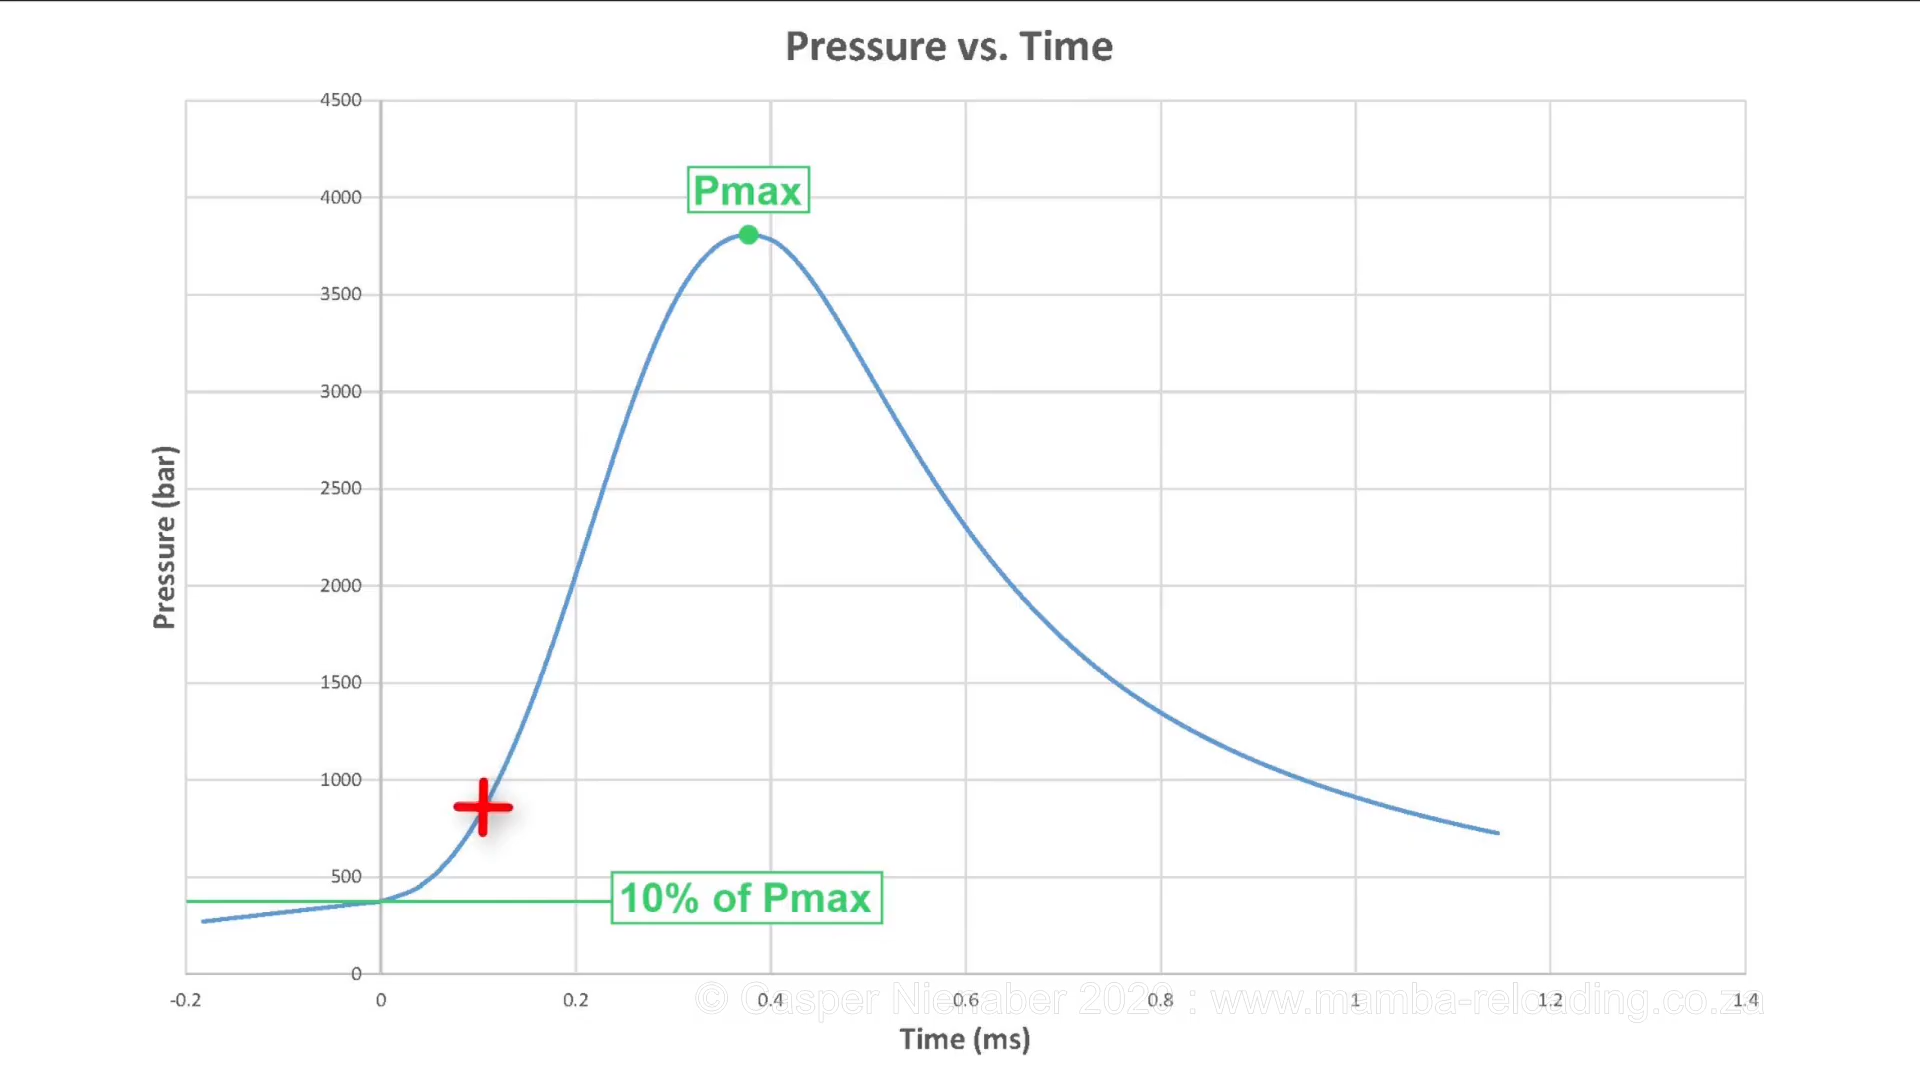 Pressure vs. Time
4500
Pmax
4000
3500
3000
2500
2000
1500
1000
500
10% of Pmax
0
Pressure (bar)
-0.2 0 0.2 0.4 0.6 0.8 1 1.2 1.4
© Casper Nienaber 2020 : www.mamba-reloading.co.za
Time (ms)